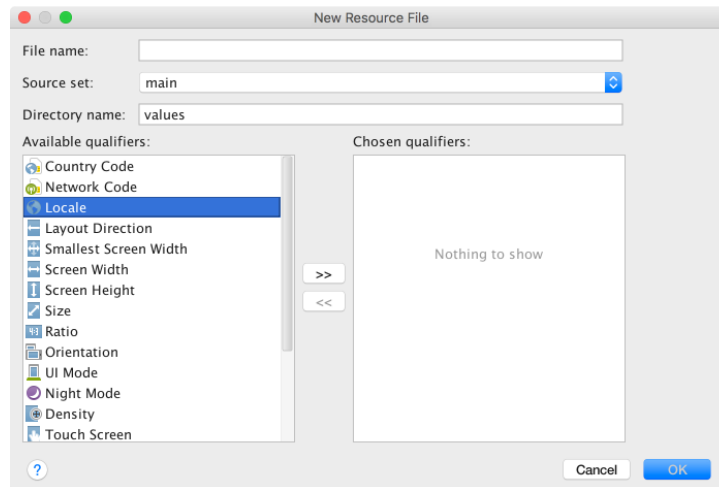 New Resource File
File name:
Source set: main
Directory name: values
Available qualifiers: Chosen qualifiers:
Country Code
Network Code
Locale
Layout Direction
Smallest Screen Width
Screen Width
Screen Height
Size
Ratio
Orientation
UI Mode
Night Mode
Density
Touch Screen
>>
<<
Nothing to show
? Cancel OK